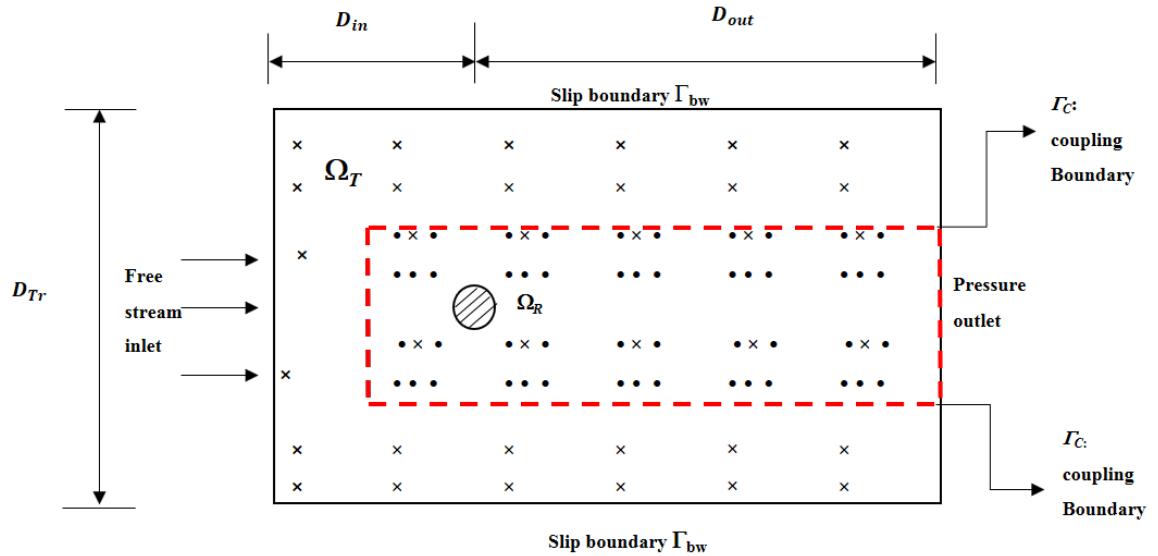 D_in
D_out
Slip boundary Γ_bw
Γ_C:
coupling
Boundary
Ω_T
D_Tr
Free
stream
inlet
Ω_R
Pressure
outlet
Γ_C:
coupling
Boundary
Slip boundary Γ_bw